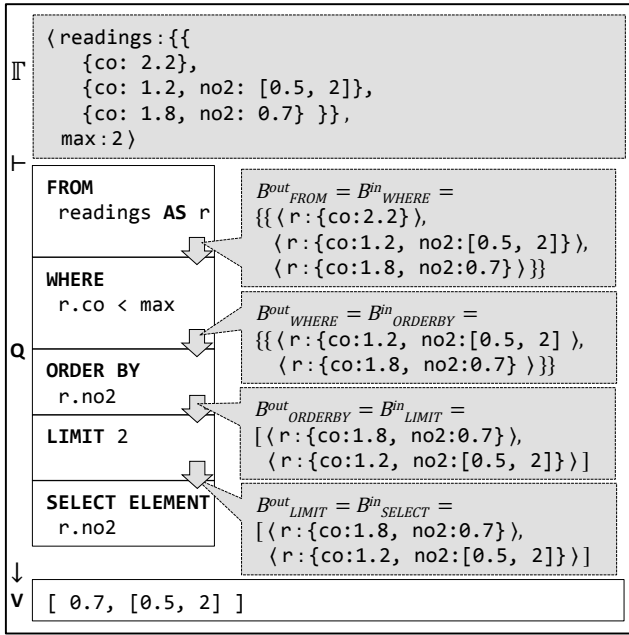 ⟨readings:{{
{co: 2.2},
{co: 1.2, no2: [0.5, 2]},
{co: 1.8, no2: 0.7} }},
max:2⟩
Γ
⊢
FROM
readings AS r
B^out_FROM = B^in_WHERE =
{{⟨r:{co:2.2}⟩,
⟨r:{co:1.2, no2:[0.5, 2]}⟩,
⟨r:{co:1.8, no2:0.7}⟩}}
WHERE
r.co < max
B^out_WHERE = B^in_ORDERBY =
{{⟨r:{co:1.2, no2:[0.5, 2] ⟩,
⟨r:{co:1.8, no2:0.7} ⟩}}
Q
ORDER BY
r.no2
B^out_ORDERBY = B^in_LIMIT =
[⟨r:{co:1.8, no2:0.7}⟩,
⟨r:{co:1.2, no2:[0.5, 2]}⟩]
LIMIT 2
SELECT ELEMENT
r.no2
B^out_LIMIT = B^in_SELECT =
[⟨r:{co:1.8, no2:0.7}⟩,
⟨r:{co:1.2, no2:[0.5, 2]}⟩]
→
V
[ 0.7, [0.5, 2] ]